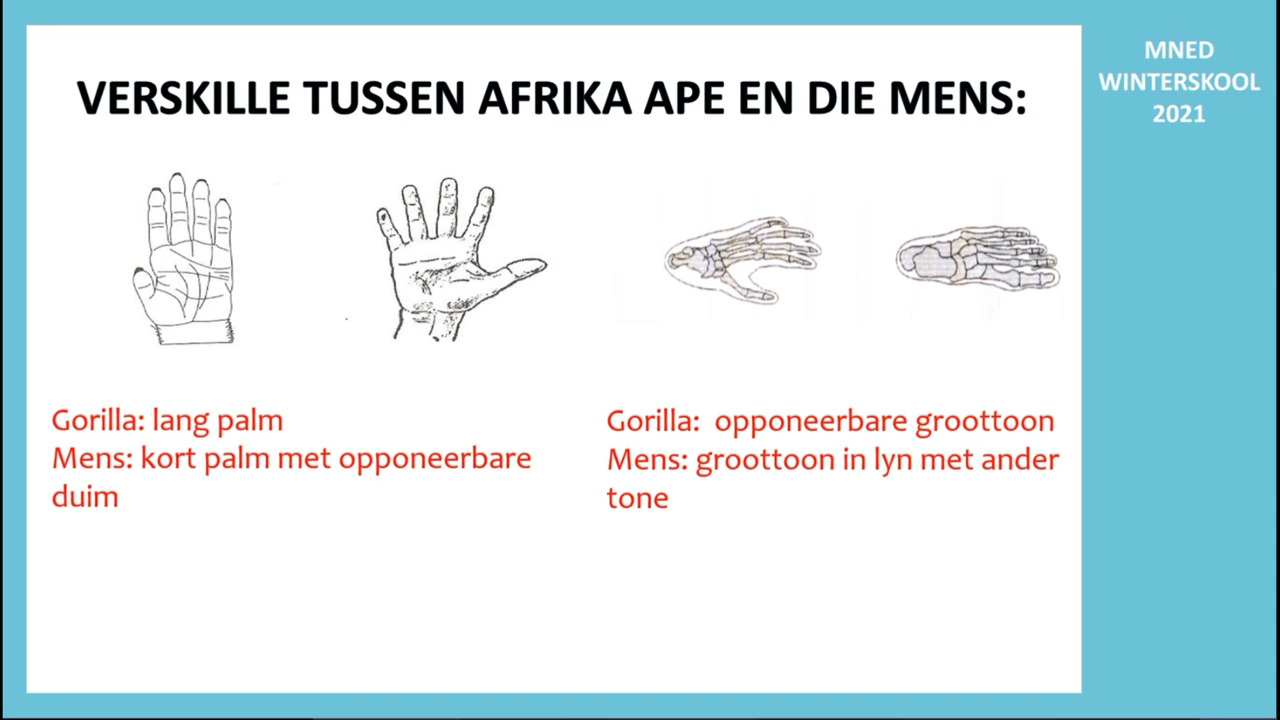 VERSKILLE TUSSEN AFRIKA APE EN DIE MENS:
MNED
WINTERSKOOL
2021
Gorilla: lang palm
Mens: kort palm met opponeerbare
duim
Gorilla: opponeerbare groottoon
Mens: groottoon in lyn met ander
tone